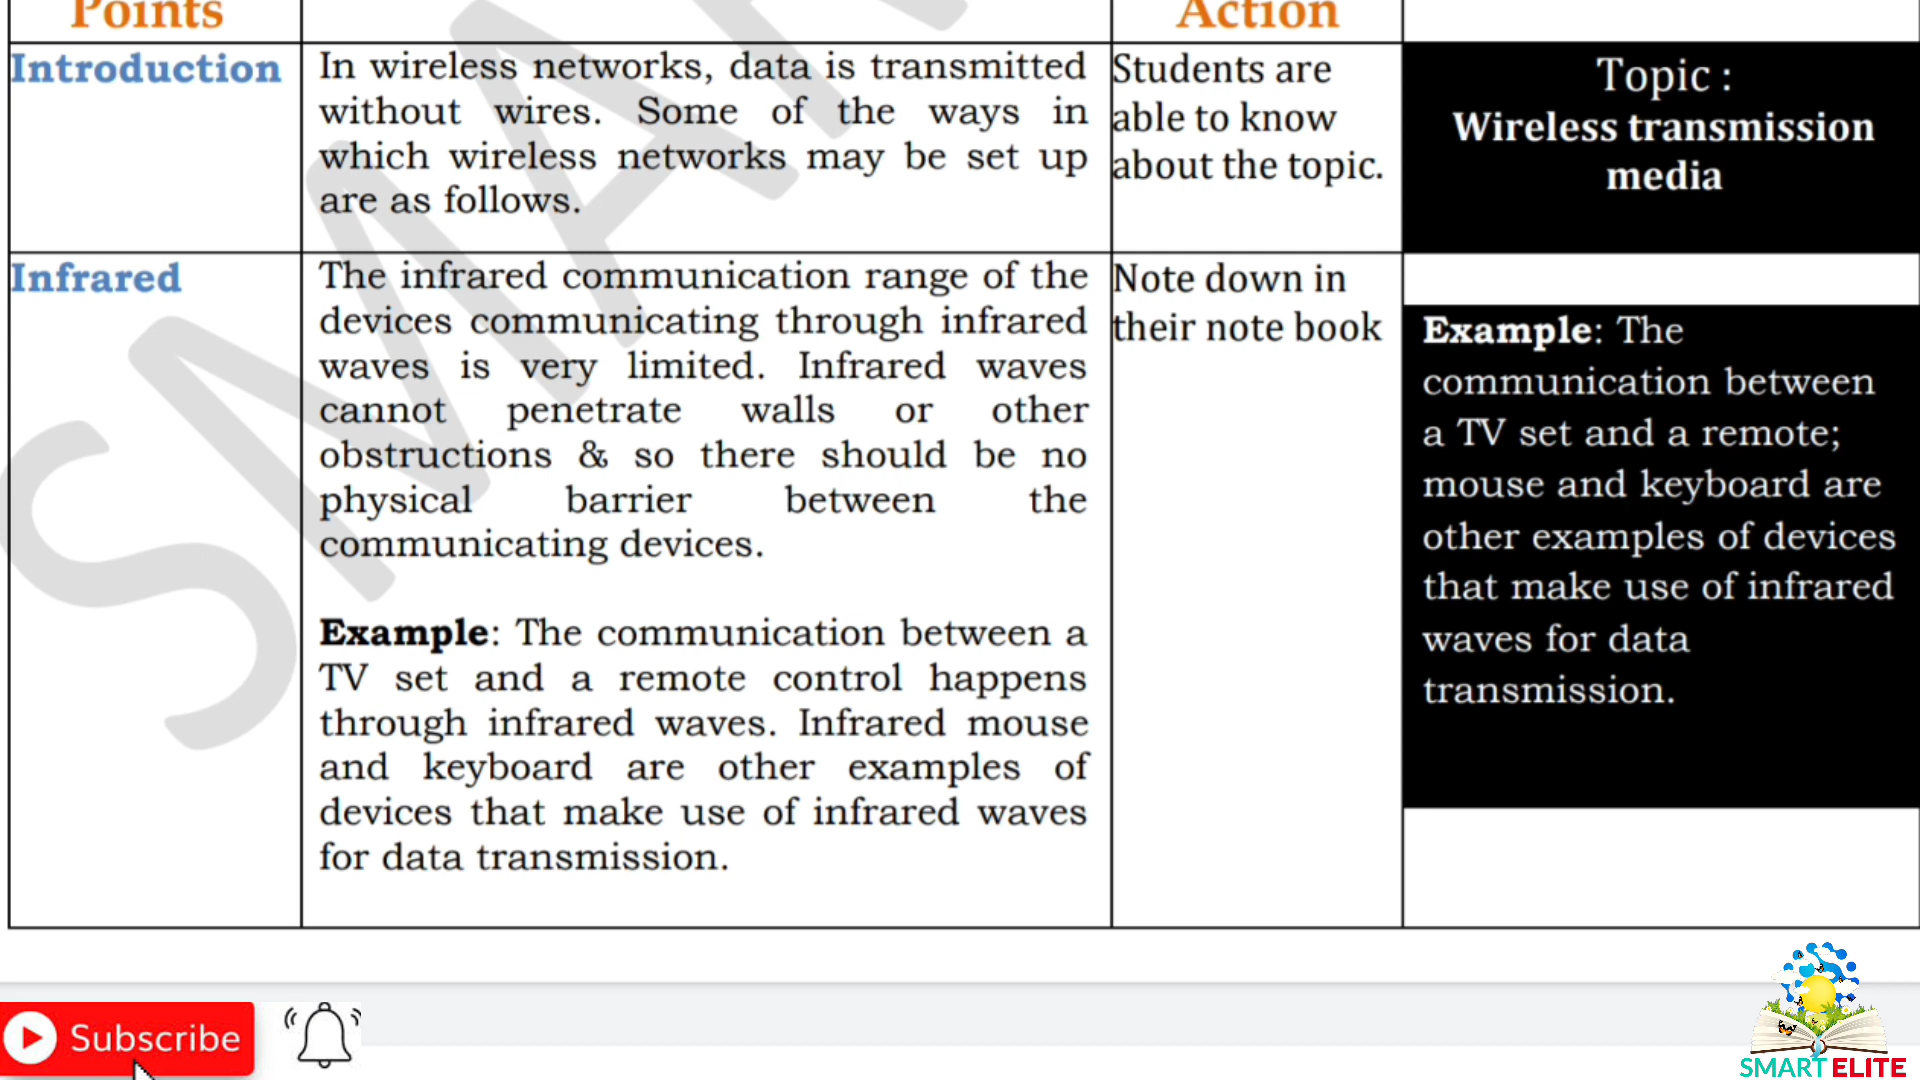 Points
Action
Introduction
In wireless networks, data is transmitted
without wires. Some of the ways in
which wireless networks may be set up
are as follows.
Students are
able to know
about the topic.
Topic :
Wireless transmission
media
Infrared
The infrared communication range of the
devices communicating through infrared
waves is very limited. Infrared waves
cannot penetrate walls or other
obstructions & so there should be no
physical barrier between the
communicating devices.
Example: The communication between a
TV set and a remote control happens
through infrared waves. Infrared mouse
and keyboard are other examples of
devices that make use of infrared waves
for data transmission.
Note down in
their note book
Example: The
communication between
a TV set and a remote;
mouse and keyboard are
other examples of devices
that make use of infrared
waves for data
transmission.
Subscribe
SMART ELITE